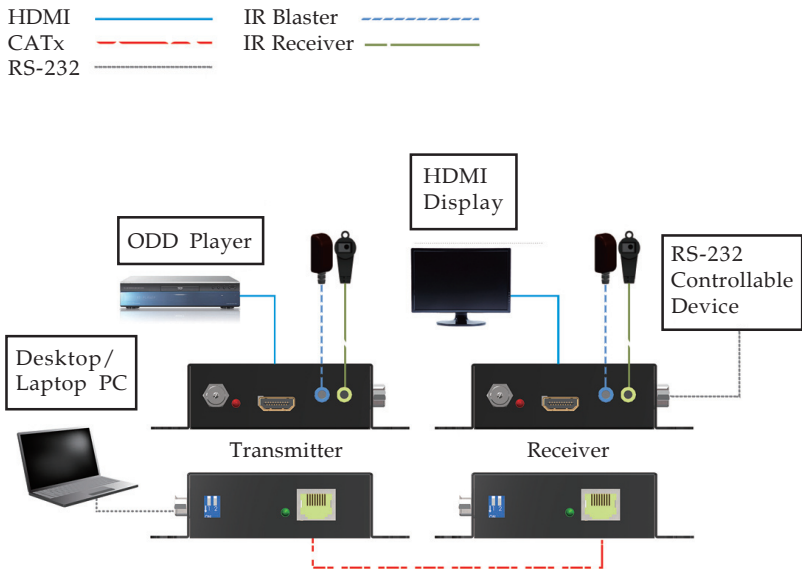 HDMI
CATx
RS-232
IR Blaster
IR Receiver
HDMI
Display
ODD Player
RS-232
Controllable
Device
Desktop/
Laptop PC
Transmitter
Receiver